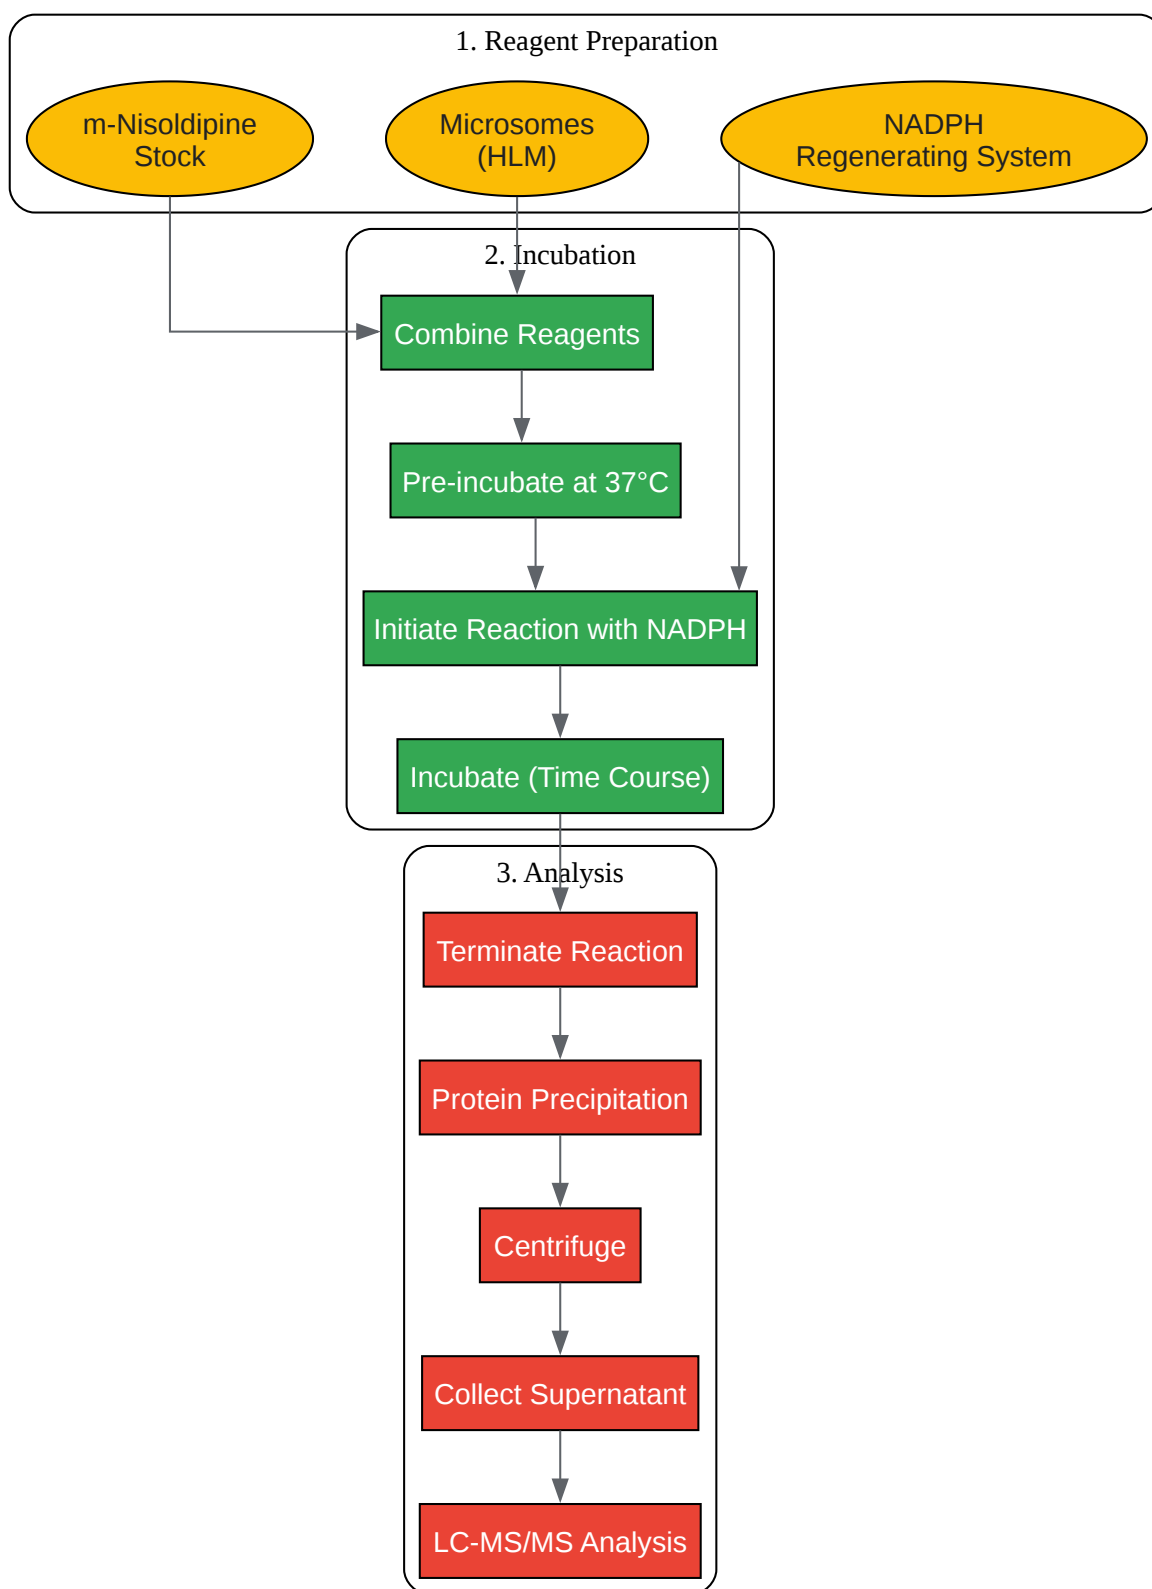 1. Reagent Preparation
m-Nisoldipine
Stock
Microsomes
(HLM)
NADPH
Regenerating System
2. Incubation
Combine Reagents
Pre-incubate at 37°C
Initiate Reaction with NADPH
Incubate (Time Course)
3. Analysis
Terminate Reaction
Protein Precipitation
Centrifuge
Collect Supernatant
LC-MS/MS Analysis